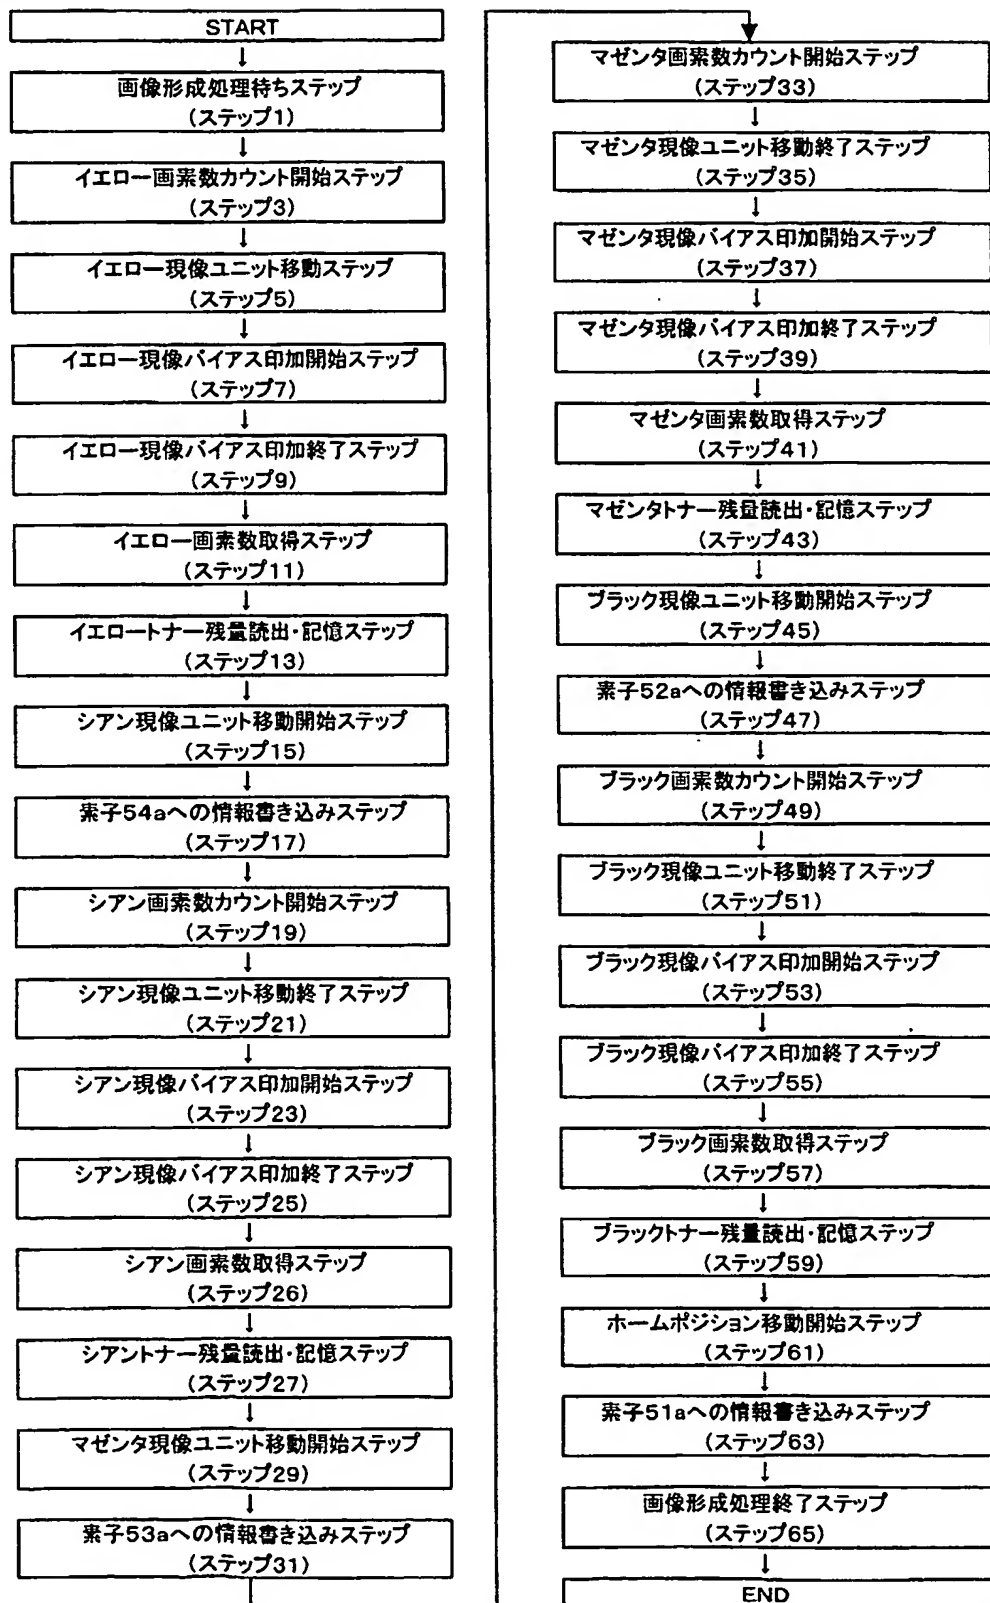 START
画像形成処理待ちステップ
(ステップ1)
イエロー画素数カウント開始ステップ
(ステップ3)
イエロー現像ユニット移動ステップ
(ステップ5)
イエロー現像バイアス印加開始ステップ
(ステップ7)
イエロー現像バイアス印加終了ステップ
(ステップ9)
イエロー画素数取得ステップ
(ステップ11)
イエロートナー残量読出・記憶ステップ
(ステップ13)
シアン現像ユニット移動開始ステップ
(ステップ15)
素子54aへの情報書き込みステップ
(ステップ17)
シアン画素数カウント開始ステップ
(ステップ19)
シアン現像ユニット移動終了ステップ
(ステップ21)
シアン現像バイアス印加開始ステップ
(ステップ23)
シアン現像バイアス印加終了ステップ
(ステップ25)
シアン画素数取得ステップ
(ステップ26)
シアントナー残量読出・記憶ステップ
(ステップ27)
マゼンタ現像ユニット移動開始ステップ
(ステップ29)
素子53aへの情報書き込みステップ
(ステップ31)
マゼンタ画素数カウント開始ステップ
(ステップ33)
マゼンタ現像ユニット移動終了ステップ
(ステップ35)
マゼンタ現像バイアス印加開始ステップ
(ステップ37)
マゼンタ現像バイアス印加終了ステップ
(ステップ39)
マゼンタ画素数取得ステップ
(ステップ41)
マゼンタトナー残量読出・記憶ステップ
(ステップ43)
ブラック現像ユニット移動開始ステップ
(ステップ45)
素子52aへの情報書き込みステップ
(ステップ47)
ブラック画素数カウント開始ステップ
(ステップ49)
ブラック現像ユニット移動終了ステップ
(ステップ51)
ブラック現像バイアス印加開始ステップ
(ステップ53)
ブラック現像バイアス印加終了ステップ
(ステップ55)
ブラック画素数取得ステップ
(ステップ57)
ブラックトナー残量読出・記憶ステップ
(ステップ59)
ホームポジション移動開始ステップ
(ステップ61)
素子51aへの情報書き込みステップ
(ステップ63)
画像形成処理終了ステップ
(ステップ65)
END